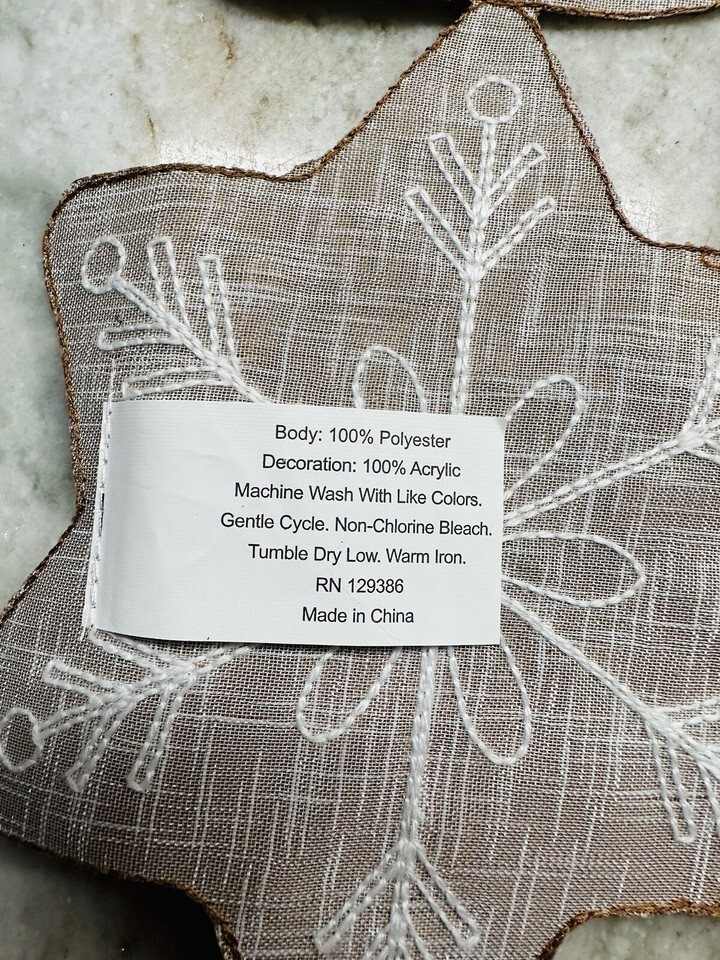 Body: 100% Polyester
Decoration: 100% Acrylic
Machine Wash With Like Colors.
Gentle Cycle. Non-Chlorine Bleach.
Tumble Dry Low. Warm Iron.
RN 129386
Made in China